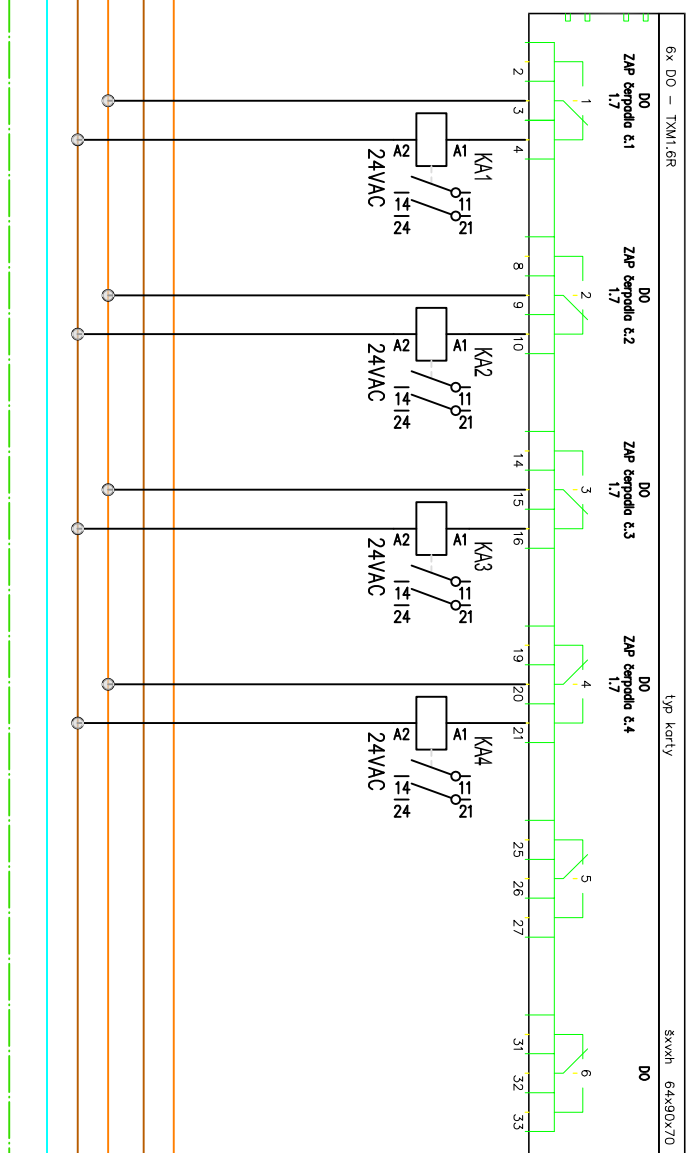 6x DO – TXM1.6R
typ karty
šxvxh 64x90x70
DO
ZAP čerpadla č.1
1.7
DO
ZAP čerpadla č.2
1.7
DO
ZAP čerpadla č.3
1.7
DO
ZAP čerpadla č.4
1.7
DO
1
2
3
4
5
6
2
3
4
8
9
10
14
15
16
19
20
21
25
26
27
31
32
33
KA1
A1
A2
11
21
14
24
24VAC
KA2
A1
A2
11
21
14
24
24VAC
KA3
A1
A2
11
21
14
24
24VAC
KA4
A1
A2
11
21
14
24
24VAC